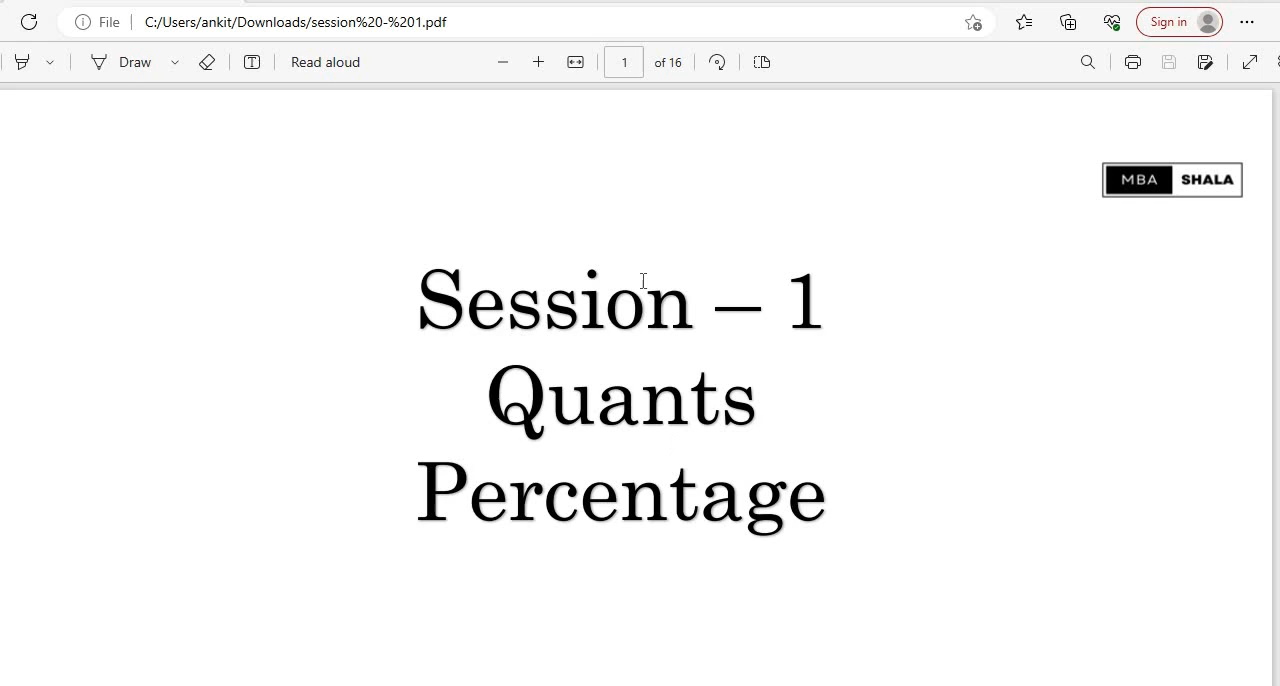 File C:/Users/ankit/Downloads/session%20-%201.pdf Sign in
Draw Read aloud 1 of 16
MBA SHALA
Session – 1
Quants
Percentage